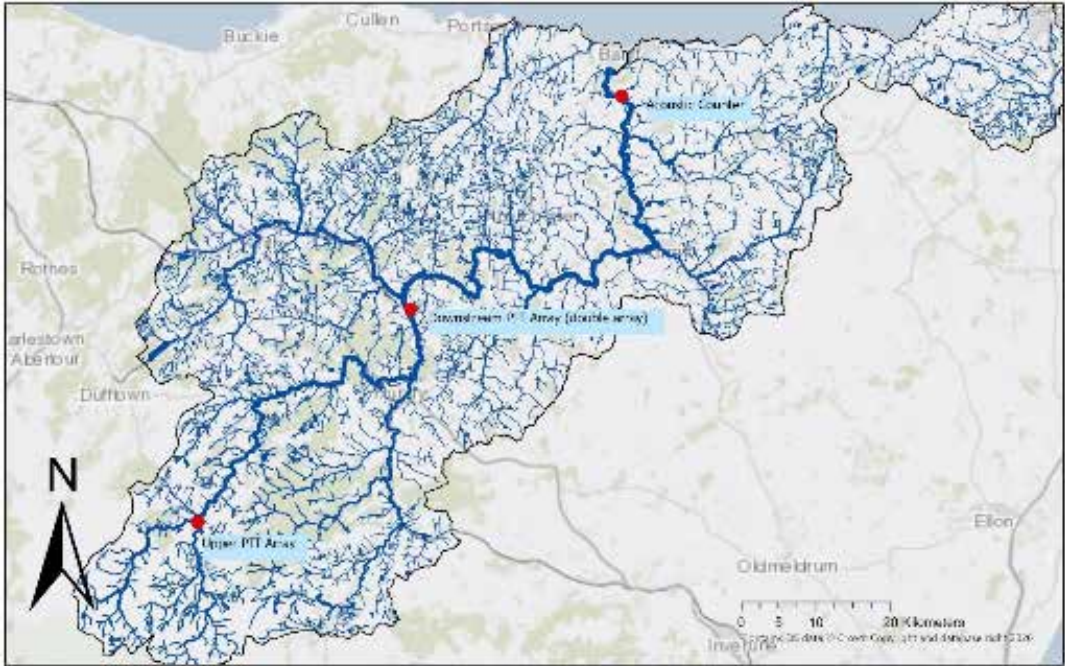 Cullen
Buckie
Acoustic Counter
Rothes
Downstream PIT Array (double array)
Aberlour
Dufftown
N
Upper PIT Array
Ellon
Oldmeldrum
0 5 10 20 Kilometers